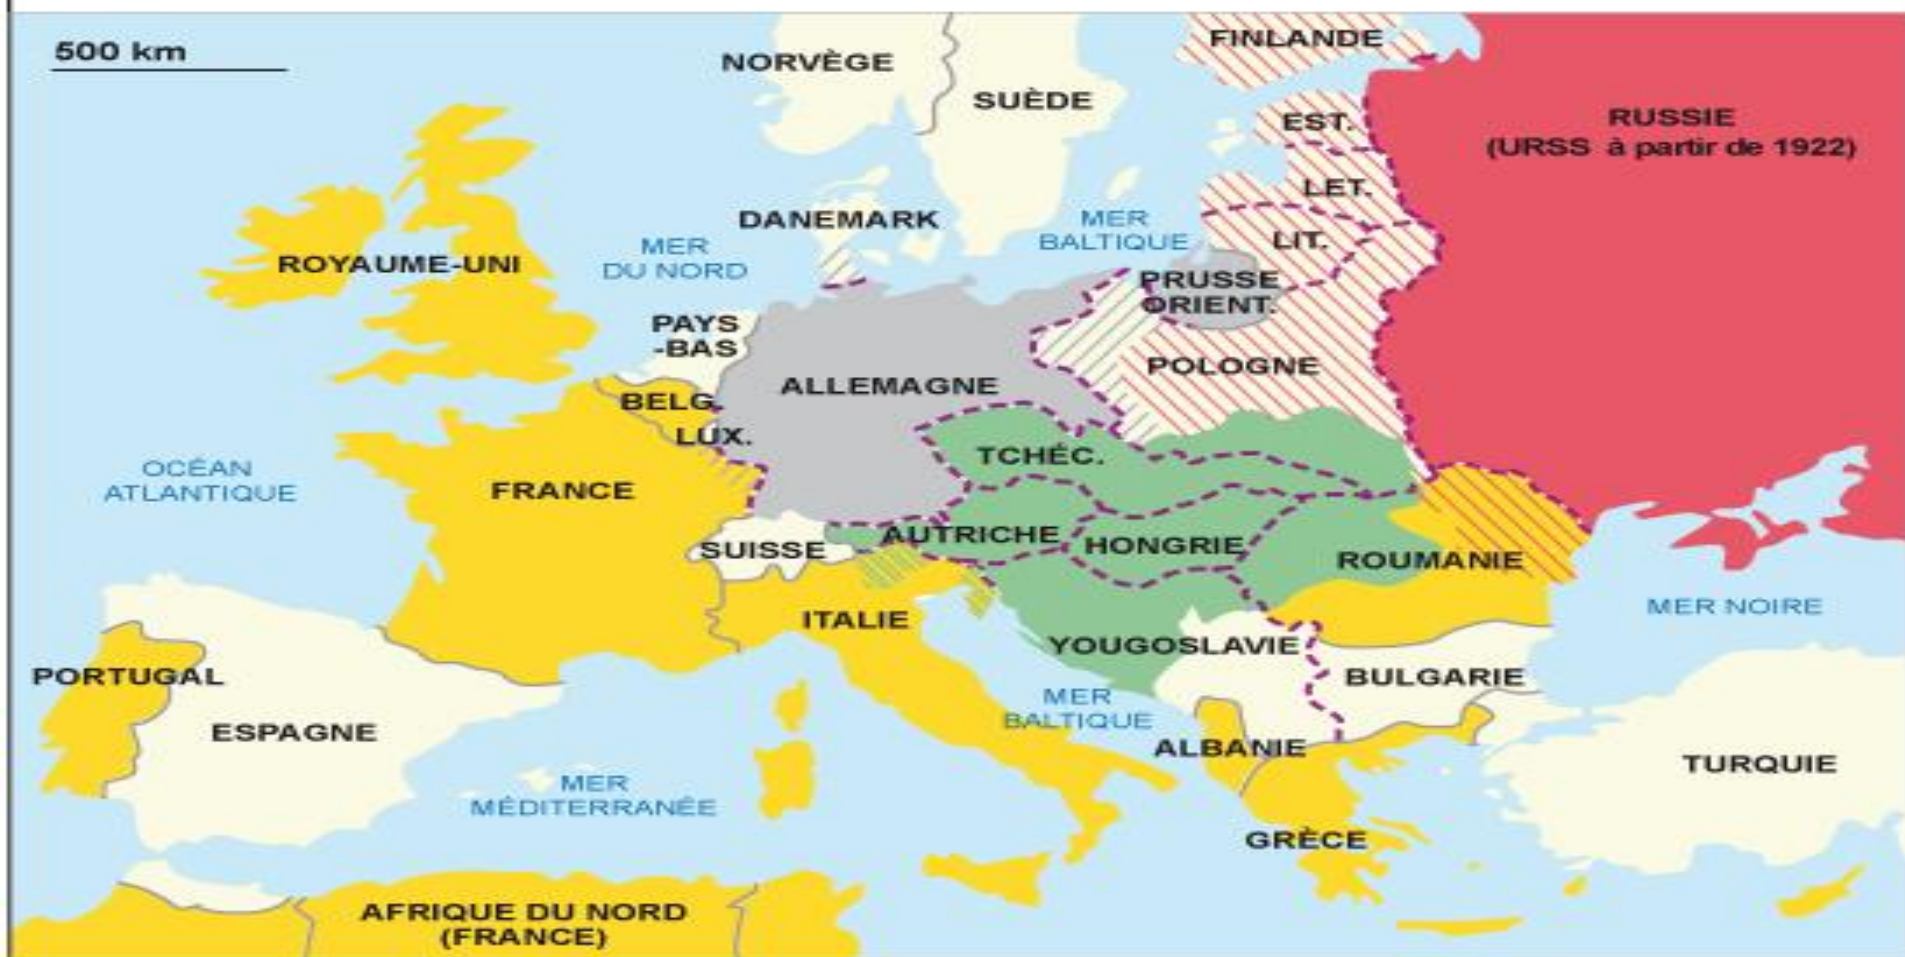 500 km
NORVÈGE
SUÈDE
FINLANDE
EST.
RUSSIE
(URSS à partir de 1922)
LET.
DANEMARK
MER
BALTIQUE
LIT.
MER
DU NORD
ROYAUME-UNI
PRUSSE
ORIENT.
PAYS
-BAS
POLOGNE
ALLEMAGNE
BELG.
LUX.
TCHÉC.
OCÉAN
ATLANTIQUE
FRANCE
AUTRICHE
HONGRIE
SUISSE
ROUMANIE
MER NOIRE
ITALIE
YOUGOSLAVIE
PORTUGAL
BULGARIE
MER
BALTIQUE
ESPAGNE
ALBANIE
TURQUIE
MER
MÉDITERRANÉE
GRÈCE
AFRIQUE DU NORD
(FRANCE)